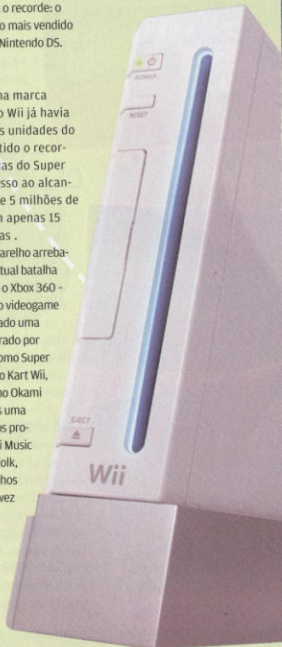 o recorde: o
o mais vendido
Nintendo DS.
na marca
o Wii já havia
s unidades do
tido o recor-
as do Super
sso ao alcan-
e 5 milhões de
n apenas 15
as .
arelho arreba-
tual batalha
o Xbox 360 –
o videogame
ado uma
rado por
omo Super
o Kart Wii,
no Okami
s uma
s pro-
i Music
olk,
hos
vez
POWER
RESET
EJECT
Wii